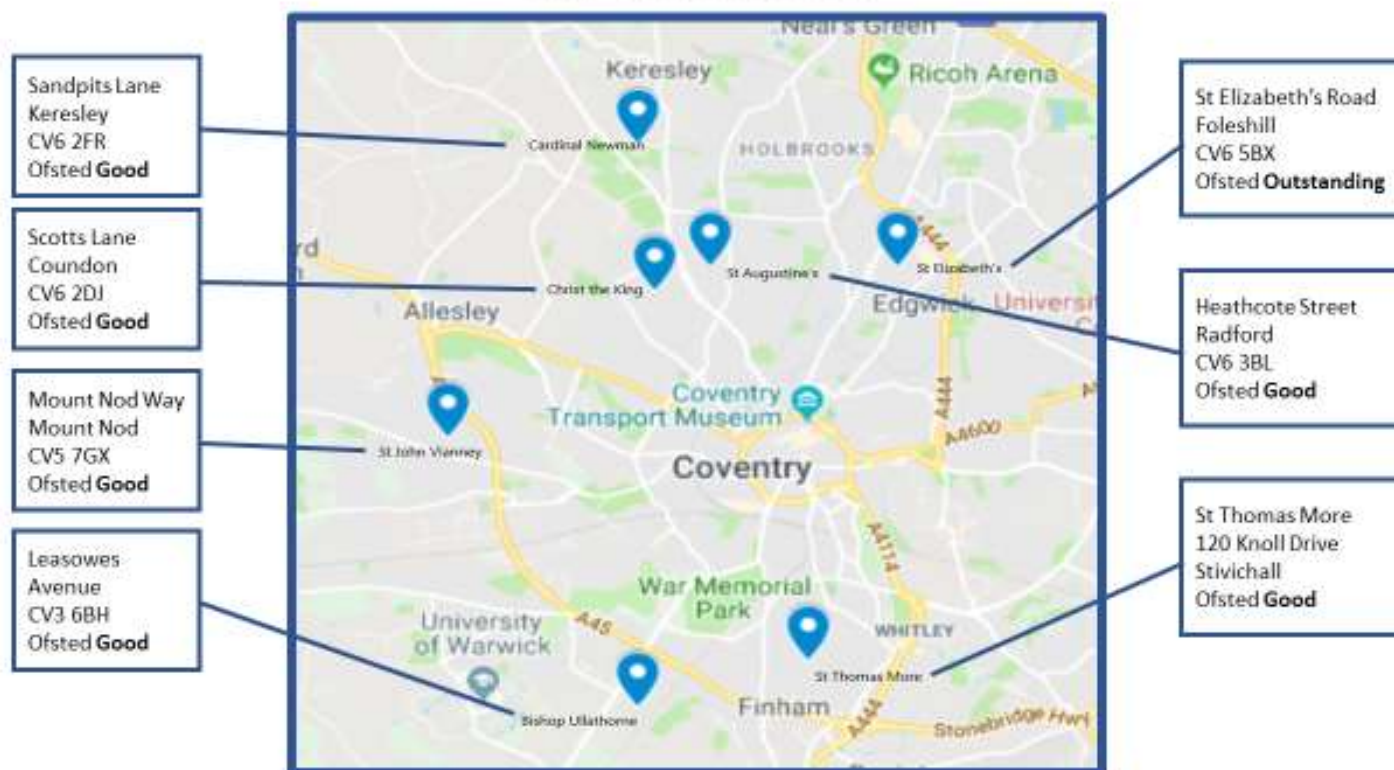 Sandpits Lane
Keresley
CV6 2FR
Ofsted Good
Scotts Lane
Coundon
CV6 2DJ
Ofsted Good
Mount Nod Way
Mount Nod
CV5 7GX
Ofsted Good
Leasowes
Avenue
CV3 6BH
Ofsted Good
Neal's Green
Keresley
Ricoh Arena
Cardinal Newman
HOLBROOKS
A444
St Augustine's
St Elizabeth's
Christ the King
Edgwick
Allesley
Coventry
Transport Museum
A444
A4600
St John Vianney
Coventry
A4114
War Memorial
Park
University
of Warwick
A45
WHITLEY
St Thomas More
Bishop Ullathorne
Finham
A444
Stonebridge Hwy
St Elizabeth's Road
Foleshill
CV6 5BX
Ofsted Outstanding
Heathcote Street
Radford
CV6 3BL
Ofsted Good
St Thomas More
120 Knoll Drive
Stivichall
Ofsted Good